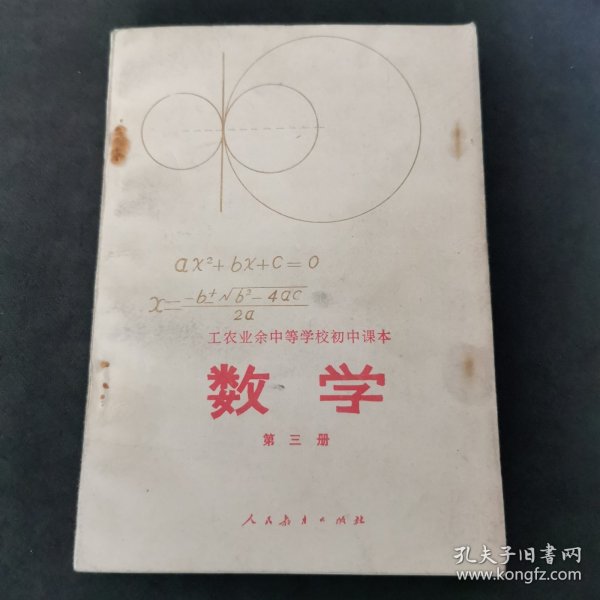 ax²+bx+c=0
x=\frac{-b±\sqrt{b²-4ac}}{2a}
工农业余中等学校初中课本
数学
第三册
人民教育出版社
孔夫子旧书网
www.kongfz.com